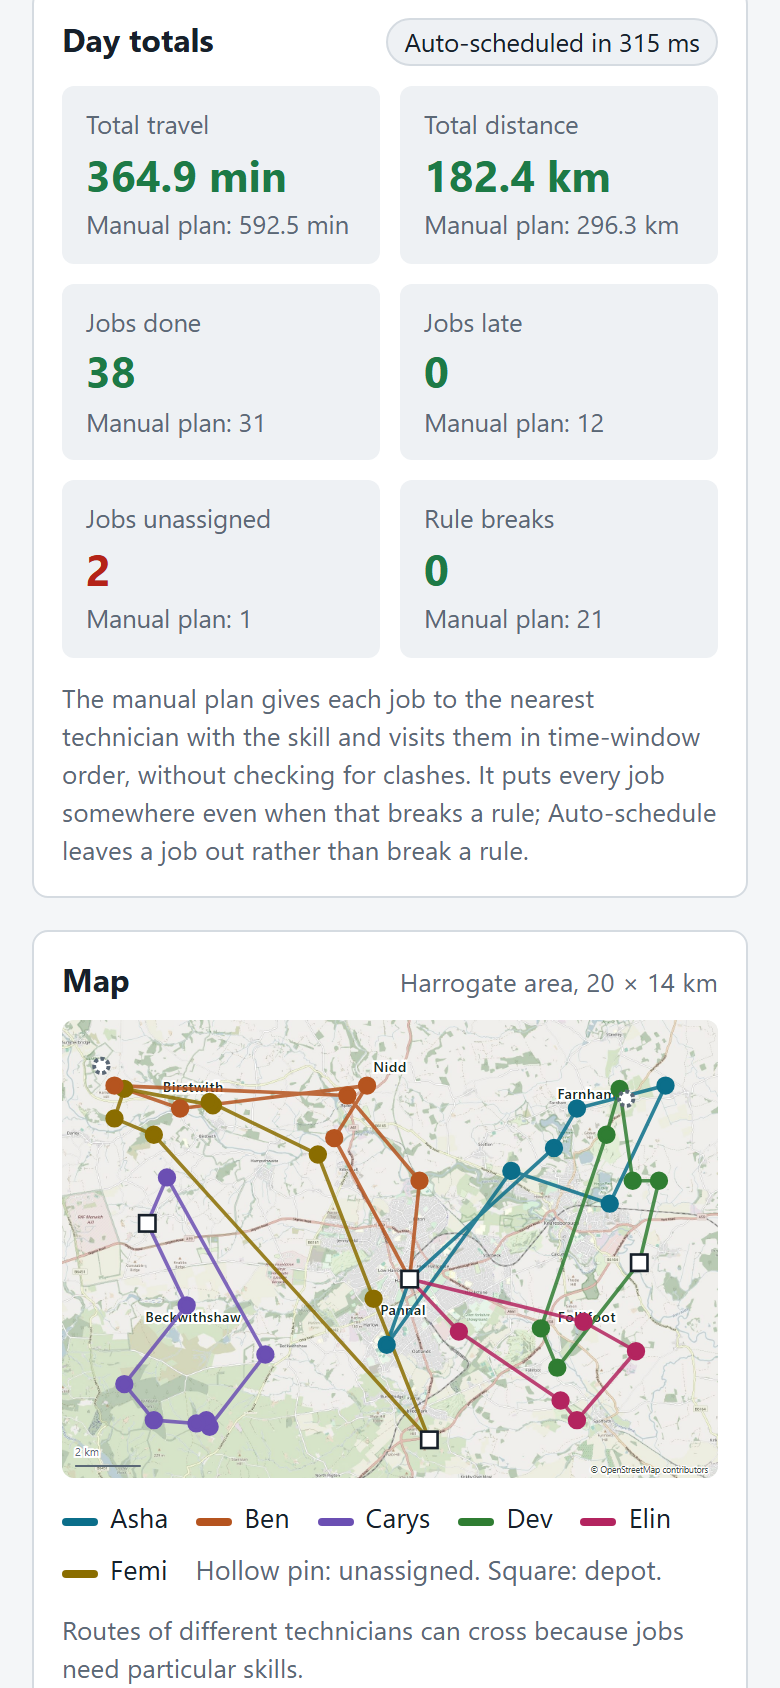 Day totals
Auto-scheduled in 315 ms
Total travel
364.9 min
Manual plan: 592.5 min
Total distance
182.4 km
Manual plan: 296.3 km
Jobs done
38
Manual plan: 31
Jobs late
0
Manual plan: 12
Jobs unassigned
2
Manual plan: 1
Rule breaks
0
Manual plan: 21
The manual plan gives each job to the nearest
technician with the skill and visits them in time-window
order, without checking for clashes. It puts every job
somewhere even when that breaks a rule; Auto-schedule
leaves a job out rather than break a rule.
Map
Harrogate area, 20 × 14 km
Nidd
Birstwith
Farnham
Pannal
Beckwithshaw
2 km
© OpenStreetMap contributors
Asha
Ben
Carys
Dev
Elin
Femi
Hollow pin: unassigned. Square: depot.
Routes of different technicians can cross because jobs
need particular skills.